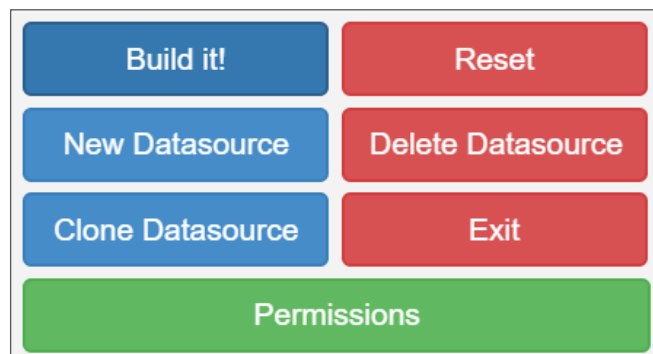 Build it!
Reset
New Datasource
Delete Datasource
Clone Datasource
Exit
Permissions